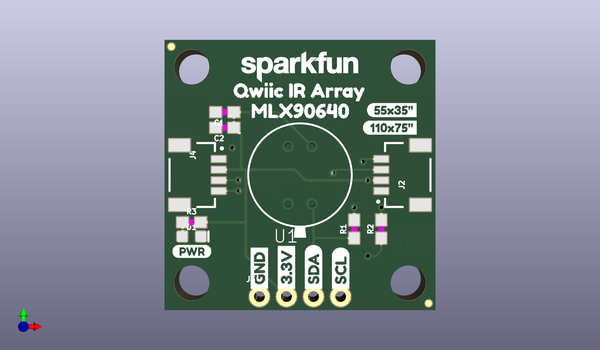 sparkfun
Qwiic IR Array
MLX90640
55x35°
110x75°
C2
J4
J2
R3
R1
R2
U1
PWR
GND
3.3V
SDA
SCL